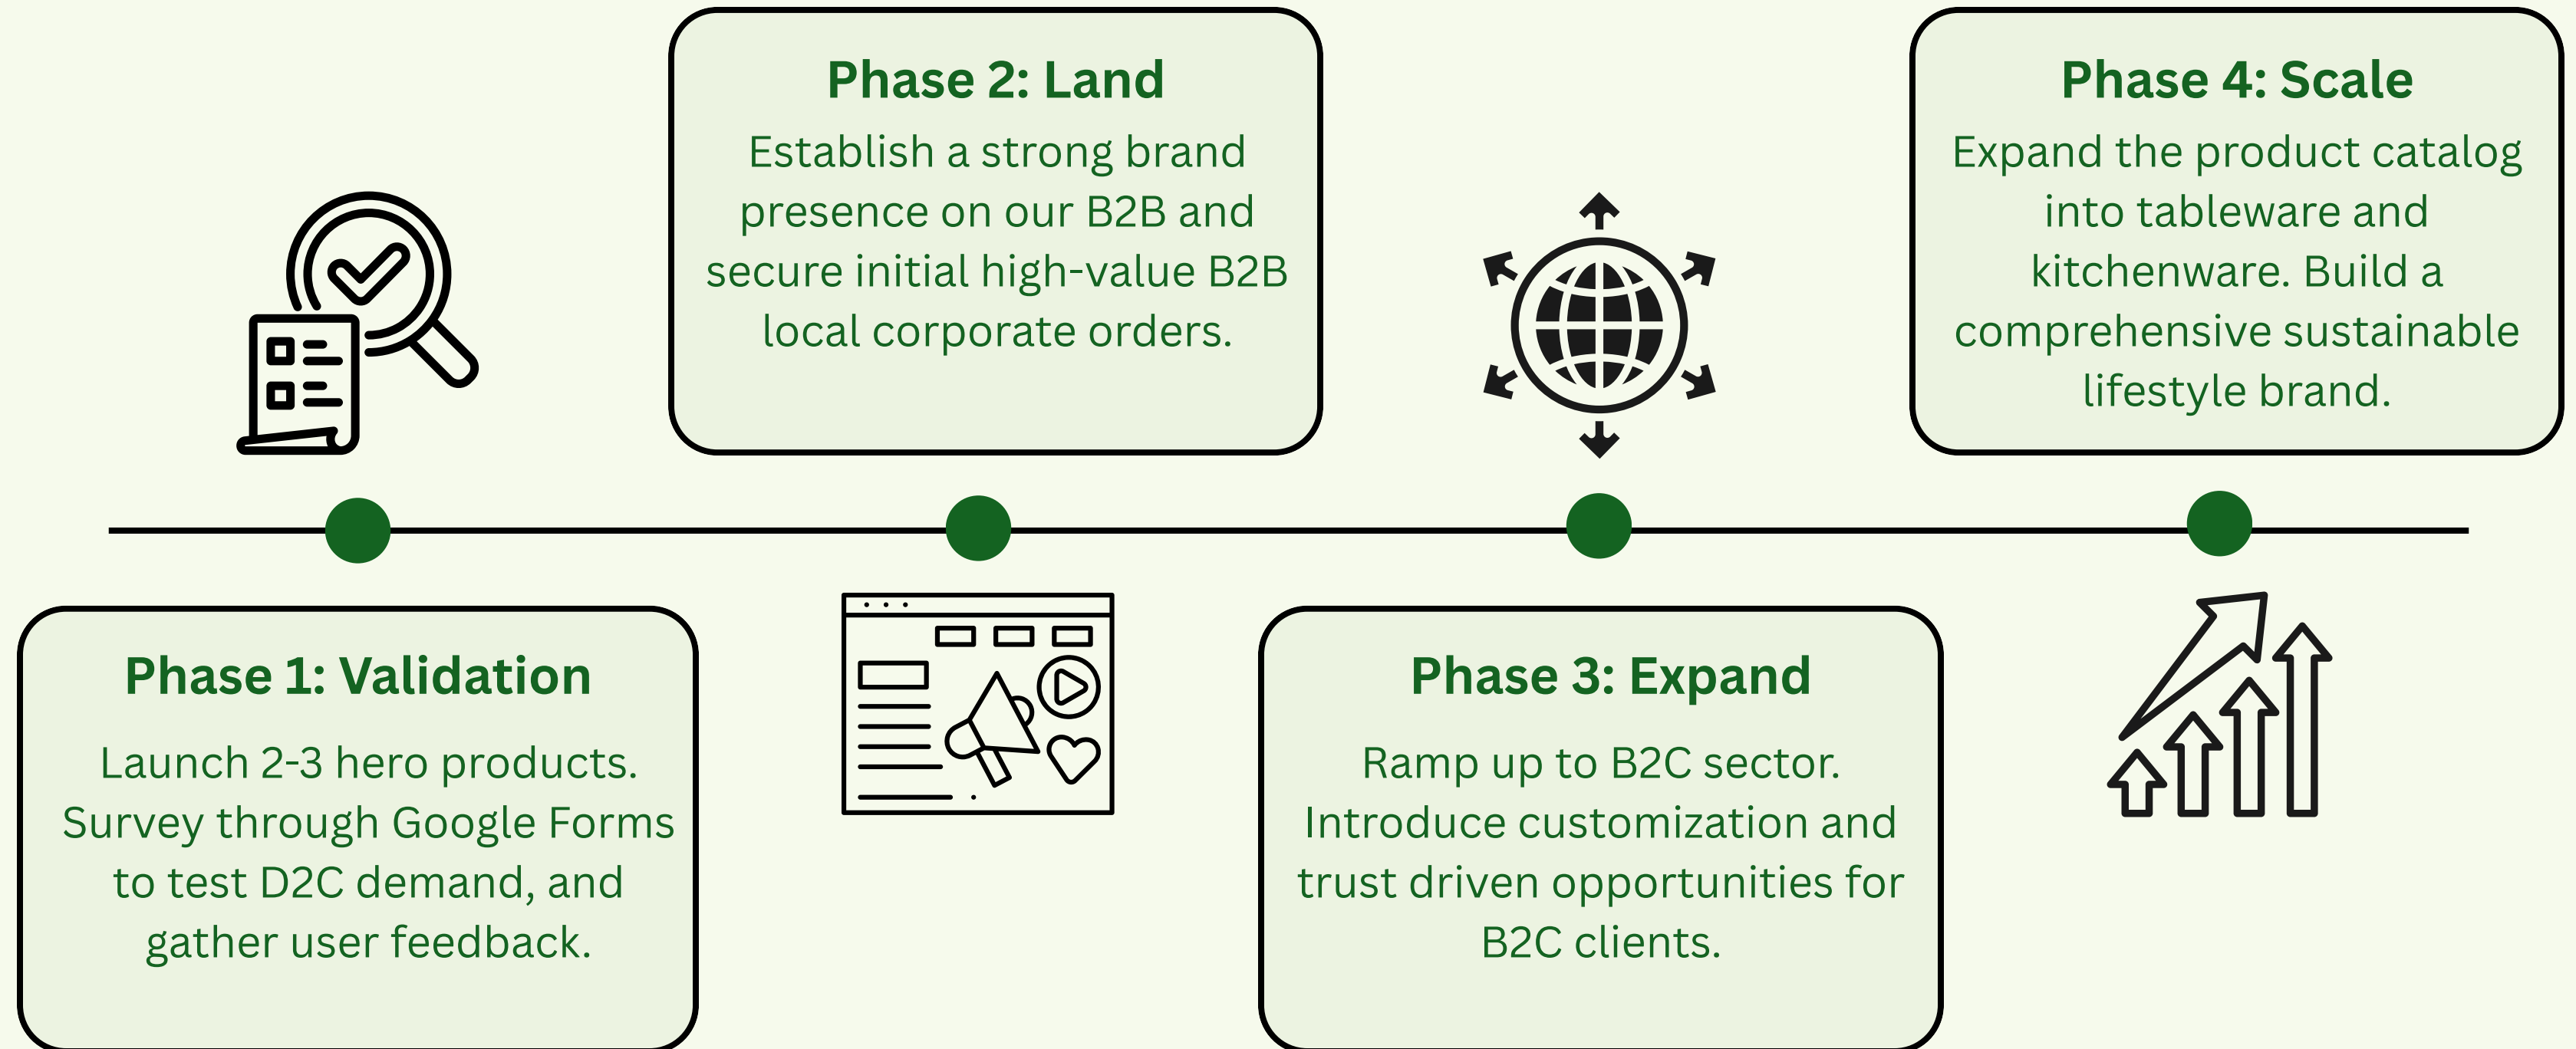 Phase 1: Validation
Launch 2-3 hero products.
Survey through Google Forms
to test D2C demand, and
gather user feedback.
Phase 2: Land
Establish a strong brand
presence on our B2B and
secure initial high-value B2B
local corporate orders.
Phase 3: Expand
Ramp up to B2C sector.
Introduce customization and
trust driven opportunities for
B2C clients.
Phase 4: Scale
Expand the product catalog
into tableware and
kitchenware. Build a
comprehensive sustainable
lifestyle brand.